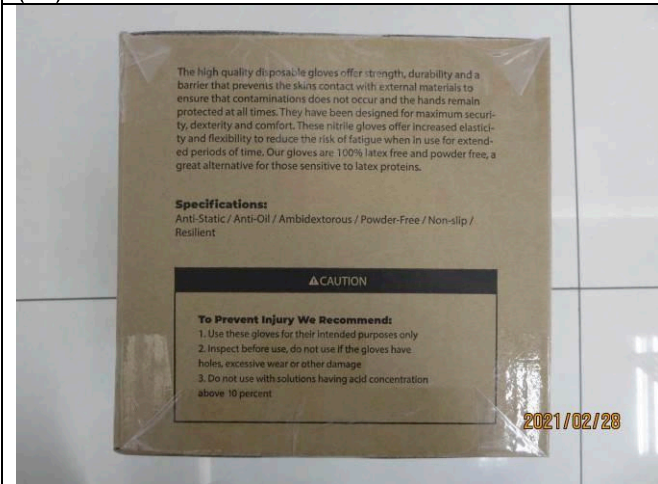 The high quality disposable gloves offer strength, durability and a
barrier that prevents the skins contact with external materials to
ensure that contaminations does not occur and the hands remain
protected at all times. They have been designed for maximum securi-
ty, dexterity and comfort. These nitrile gloves offer increased elastici-
ty and flexibility to reduce the risk of fatigue when in use for extend-
ed periods of time. Our gloves are 100% latex free and powder free, a
great alternative for those sensitive to latex proteins.
Specifications:
Anti-Static / Anti-Oil / Ambidextorous / Powder-Free / Non-slip /
Resilient
CAUTION
To Prevent Injury We Recommend:
1. Use these gloves for their intended purposes only
2. Inspect before use, do not use if the gloves have
holes, excessive wear or other damage
3. Do not use with solutions having acid concentration
above 10 percent
2021/02/28